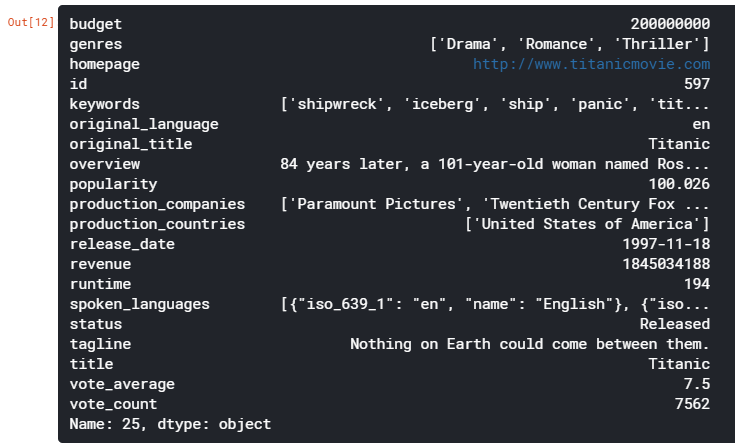 Out[12]
budget 200000000
genres ['Drama', 'Romance', 'Thriller']
homepage http://www.titanicmovie.com
id 597
keywords ['shipwreck', 'iceberg', 'ship', 'panic', 'tit...
original_language en
original_title Titanic
overview 84 years later, a 101-year-old woman named Ros...
popularity 100.026
production_companies ['Paramount Pictures', 'Twentieth Century Fox ...
production_countries ['United States of America']
release_date 1997-11-18
revenue 1845034188
runtime 194
spoken_languages [{"iso_639_1": "en", "name": "English"}, {"iso...
status Released
tagline Nothing on Earth could come between them.
title Titanic
vote_average 7.5
vote_count 7562
Name: 25, dtype: object